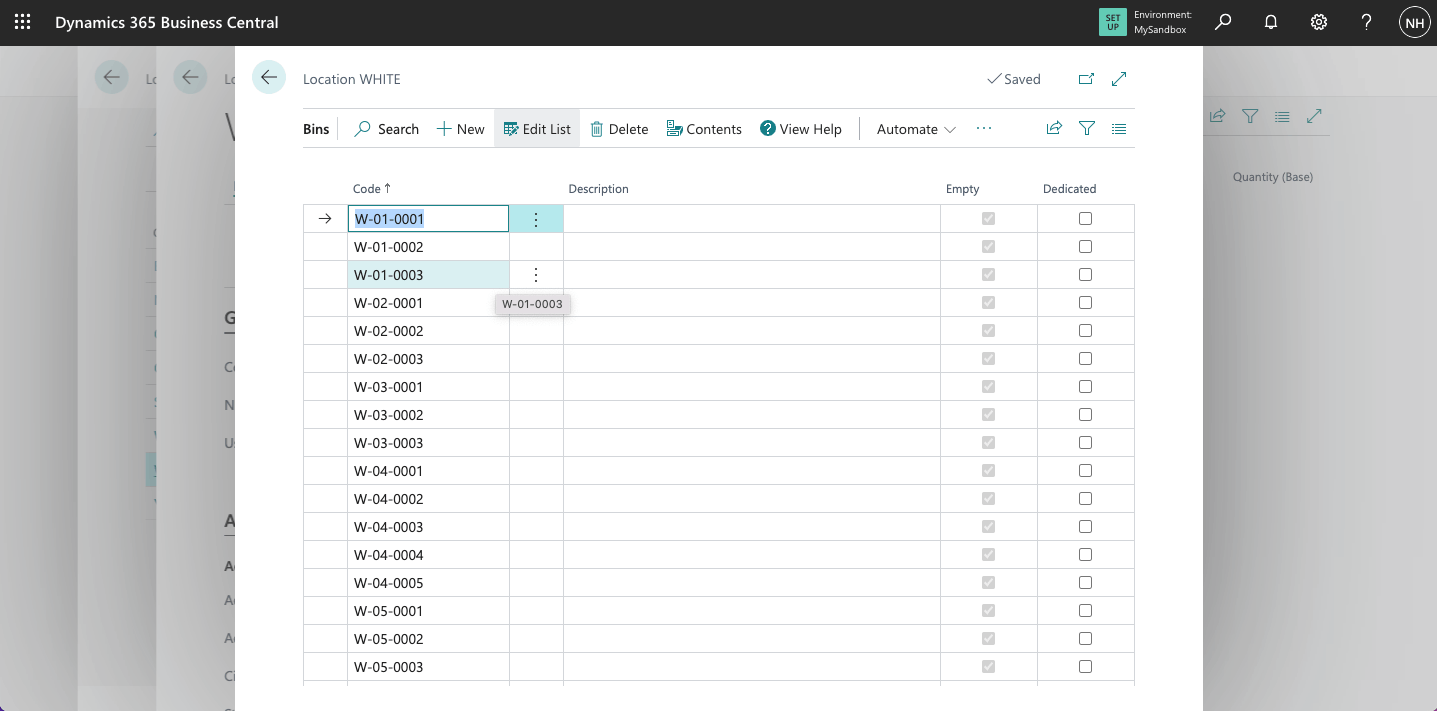 Dynamics 365 Business Central
SET UP
Environment:
MySandbox
NH
Location WHITE
Saved
Bins
Search
New
Edit List
Delete
Contents
View Help
Automate
Quantity (Base)
Code ↑
Description
Empty
Dedicated
W-01-0001
W-01-0002
W-01-0003
W-02-0001
W-01-0003
W-02-0002
W-02-0003
W-03-0001
W-03-0002
W-03-0003
W-04-0001
W-04-0002
W-04-0003
W-04-0004
W-04-0005
W-05-0001
W-05-0002
W-05-0003